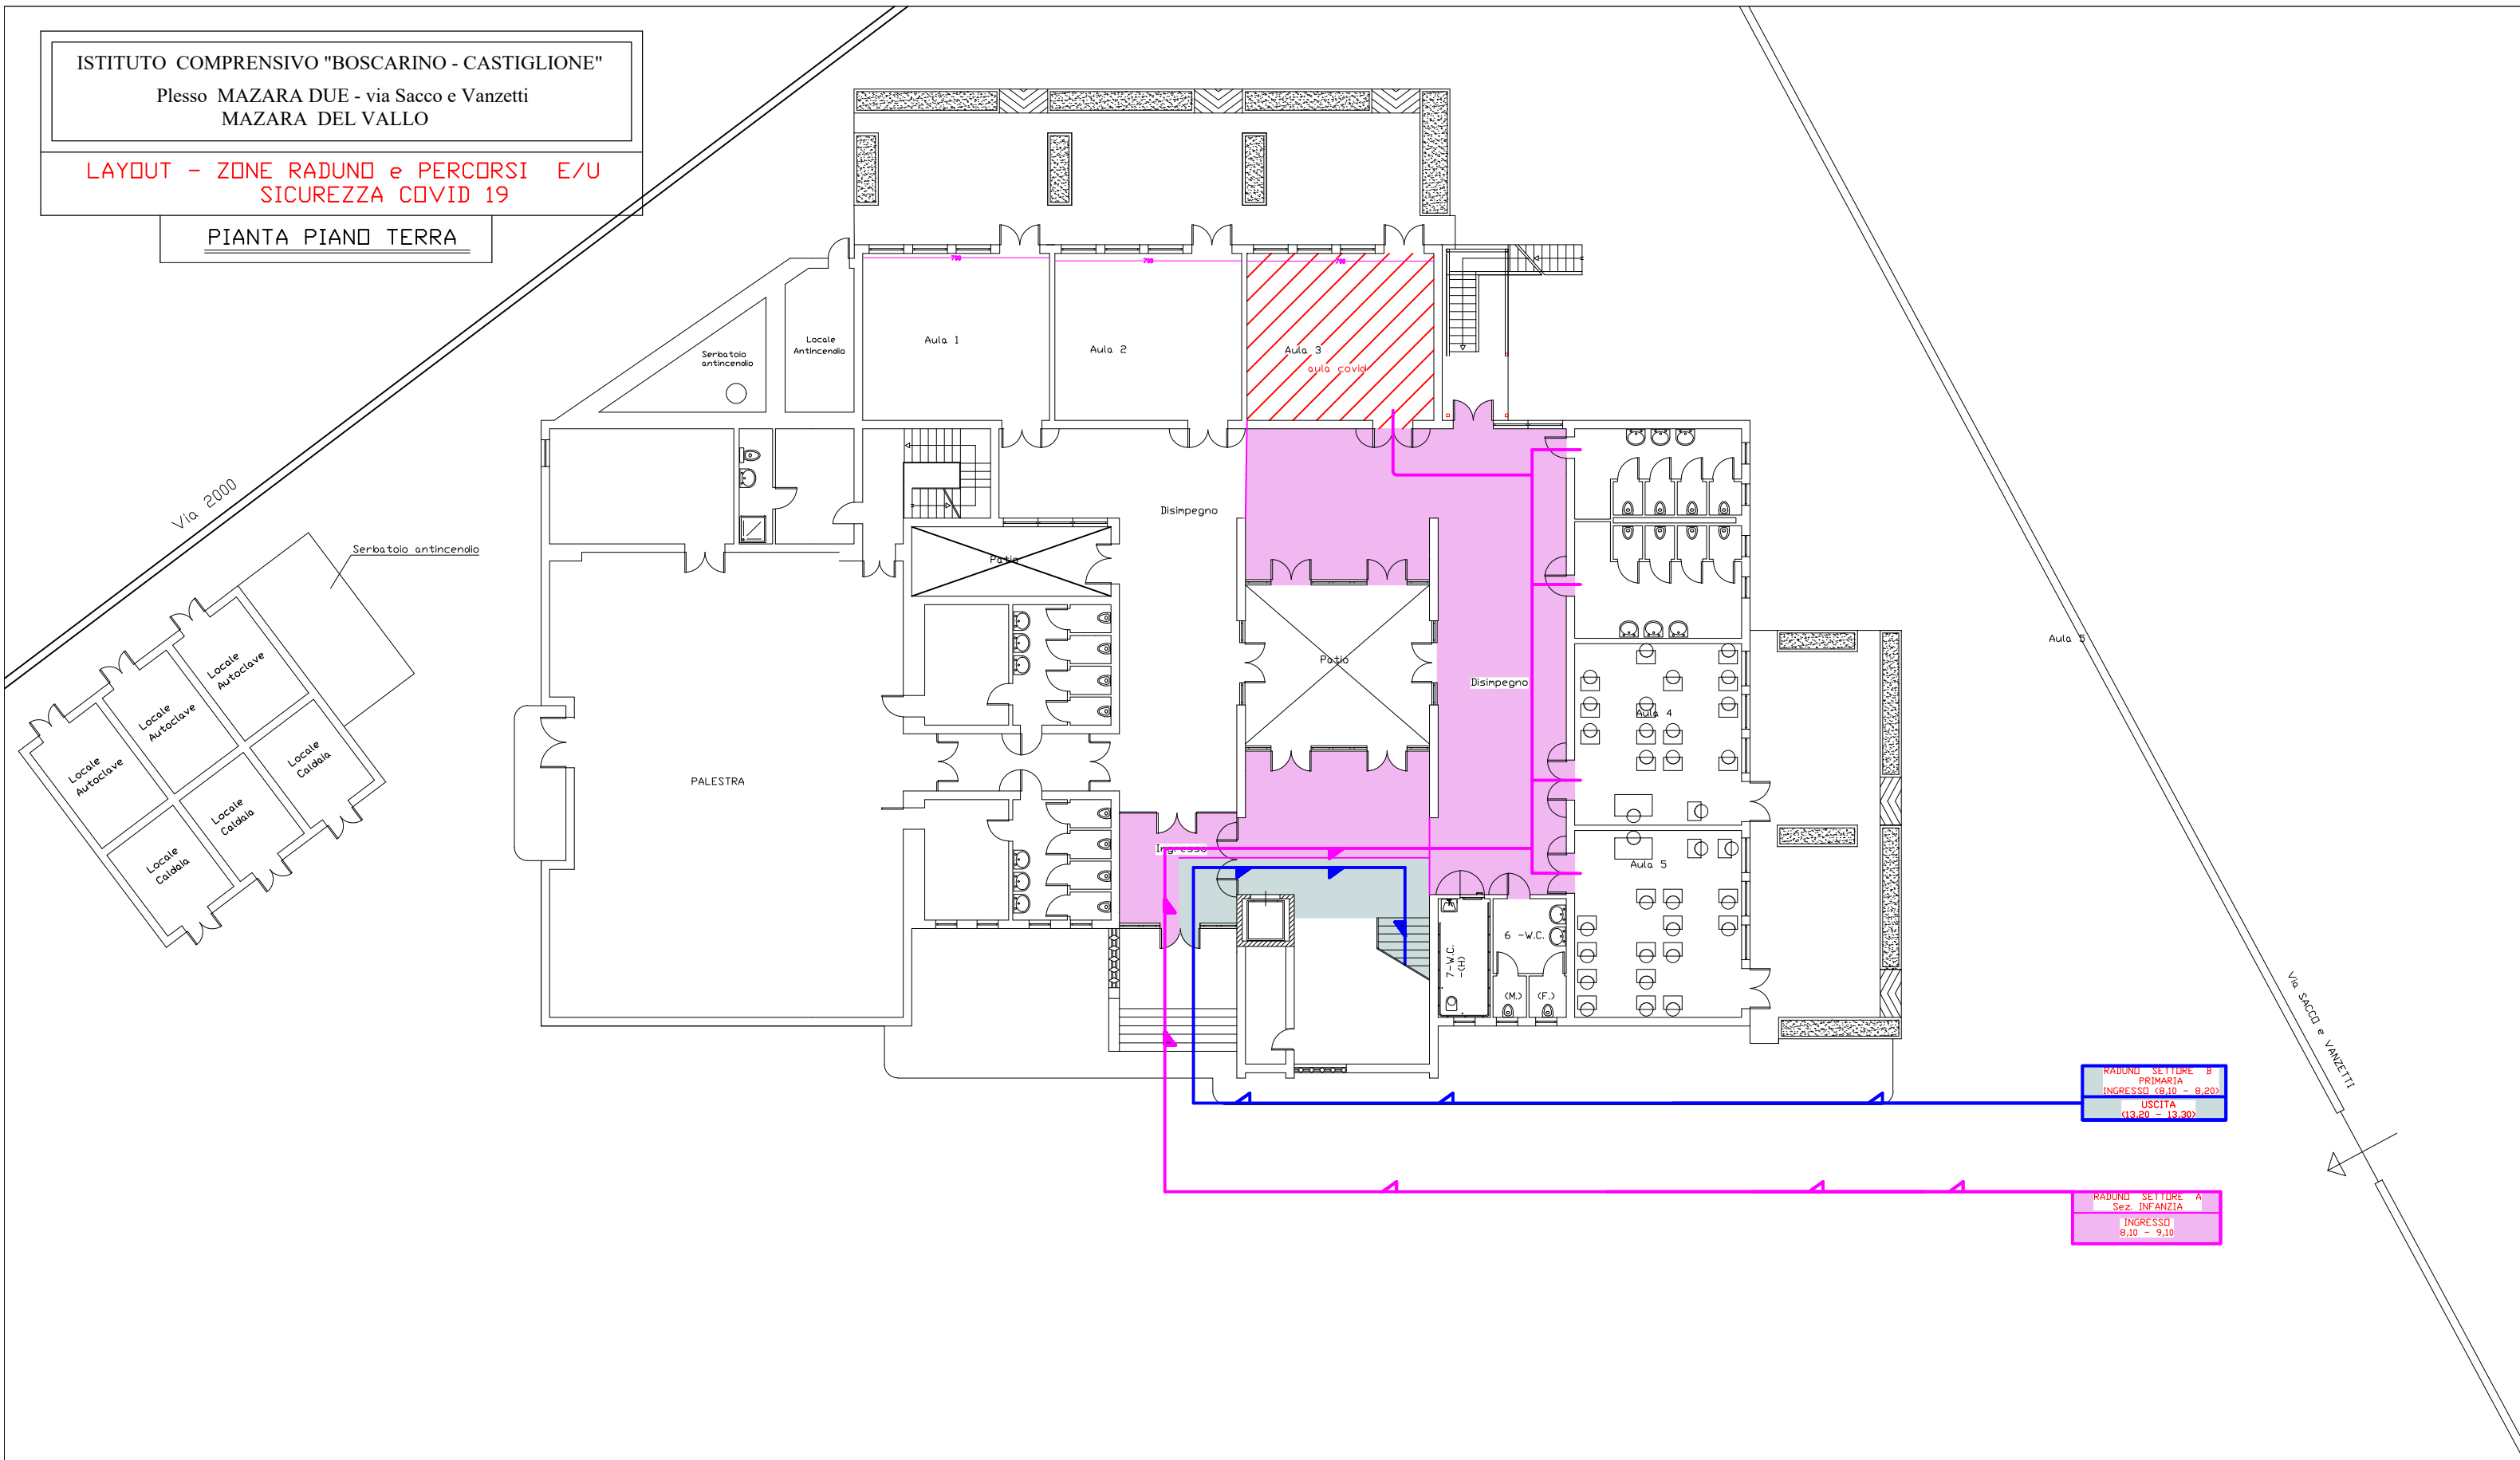 ISTITUTO COMPRENSIVO "BOSCARINO - CASTIGLIONE"
Plesso MAZARA DUE - via Sacco e Vanzetti
MAZARA DEL VALLO
LAYOUT - ZONE RADUNO e PERCORSI E/U
SICUREZZA COVID 19
PIANTA PIANO TERRA
Via 2000
Serbatoio antincendio
Locale
Autoclave
Locale
Autoclave
Locale
Autoclave
Locale
Caldaia
Locale
Caldaia
Locale
Caldaia
Serbatoio
antincendio
Locale
Antincendio
700
700
700
Aula 1
Aula 2
Aula 3
aula covid
Disimpegno
Patio
Patio
Disimpegno
PALESTRA
Ingresso
Aula 4
Aula 5
Aula 5
6 -W.C.
7-W.C.
-(H)
(M.)
(F.)
Via SACCO e VANZETTI
RADUNO SETTORE B
PRIMARIA
INGRESSO (8,10 - 8,20)
USCITA
(13.20 - 13.30)
RADUNO SETTORE A
Sez. INFANZIA
INGRESSO
8,10 - 9,10